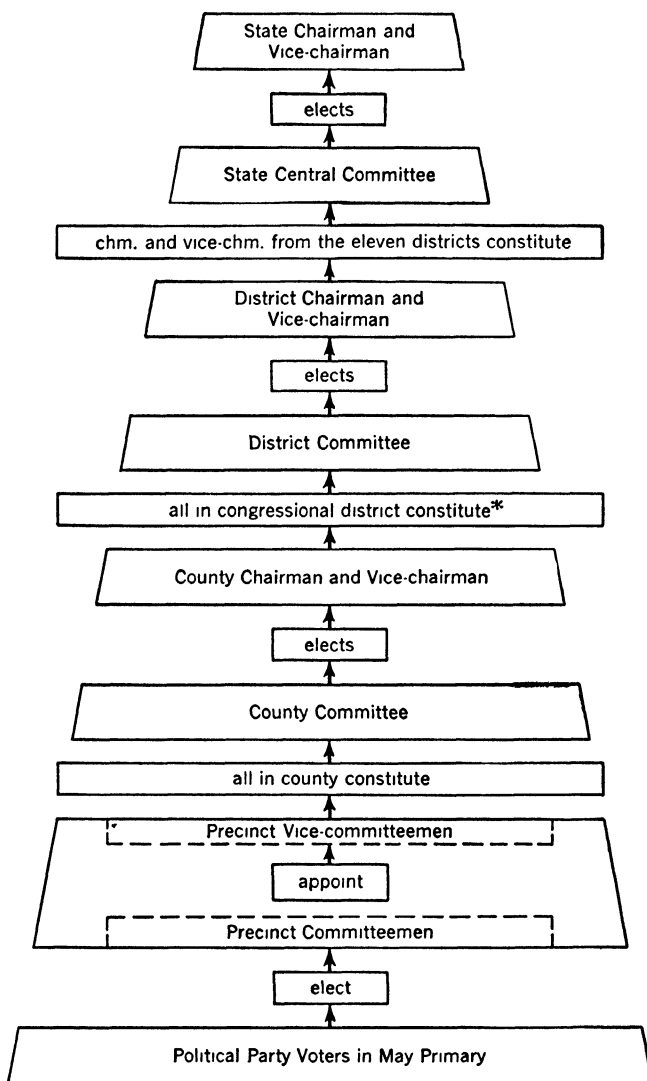 State Chairman and
Vice-chairman
elects
State Central Committee
chm. and vice-chm. from the eleven districts constitute
District Chairman and
Vice-chairman
elects
District Committee
all in congressional district constitute*
County Chairman and Vice-chairman
elects
County Committee
all in county constitute
Precinct Vice-committeemen
appoint
Precinct Committeemen
elect
Political Party Voters in May Primary